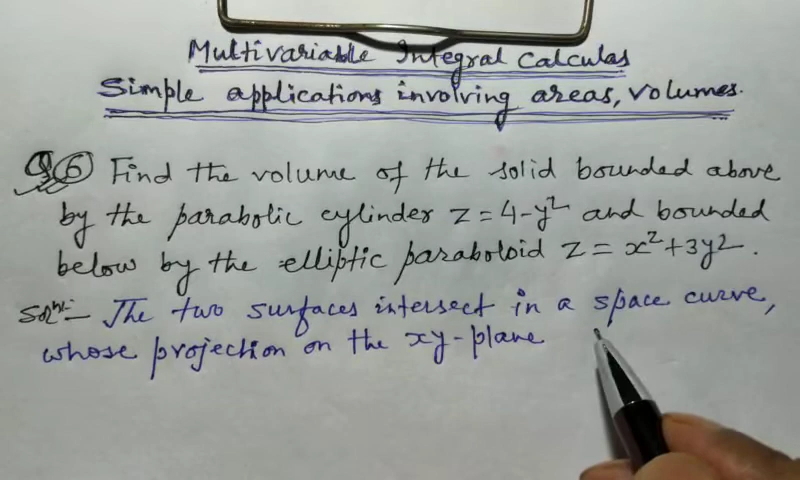 Multivariable Integral Calculas
Simple applications involving areas, volumes.
Q6 Find the volume of the solid bounded above
by the parabolic cylinder z = 4-y² and bounded
below by the elliptic paraboloid z = x²+3y².
Solⁿ:- The two surfaces intersect in a space curve,
whose projection on the xy-plane